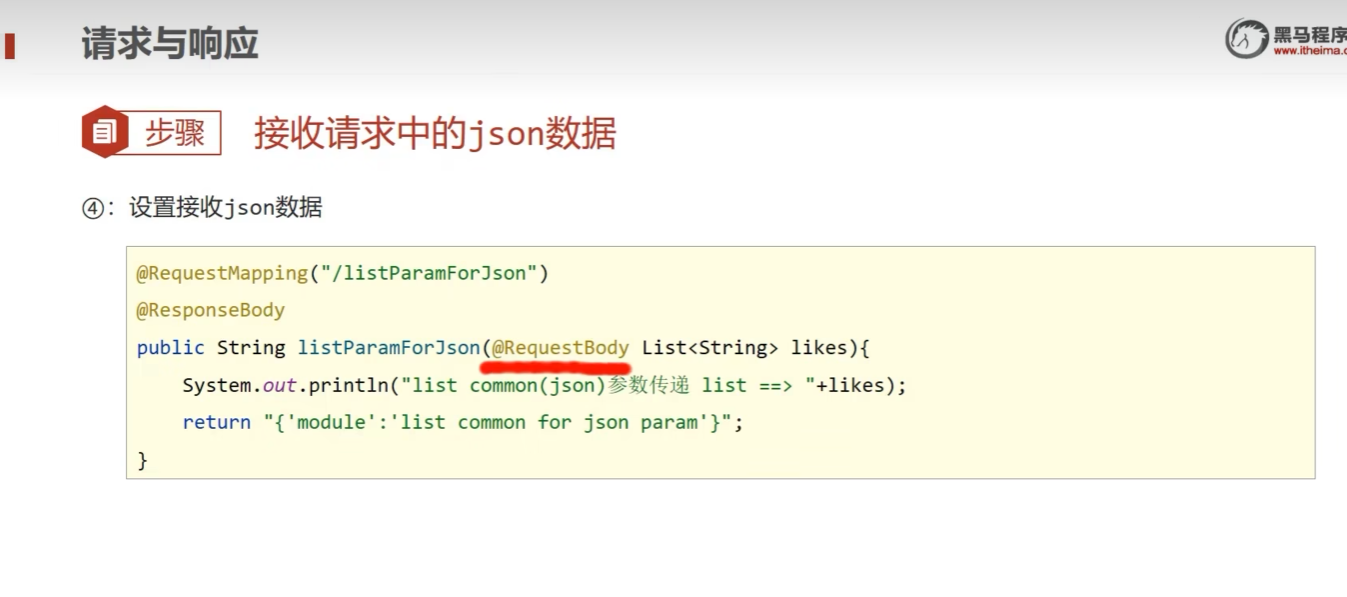 请求与响应
黑马程序
www.itheima.c
步骤
接收请求中的json数据
④：设置接收json数据
@RequestMapping("/listParamForJson")
@ResponseBody
public String listParamForJson(@RequestBody List<String> likes){
    System.out.println("list common(json)参数传递 list ==> "+likes);
    return "{'module':'list common for json param'}";
}